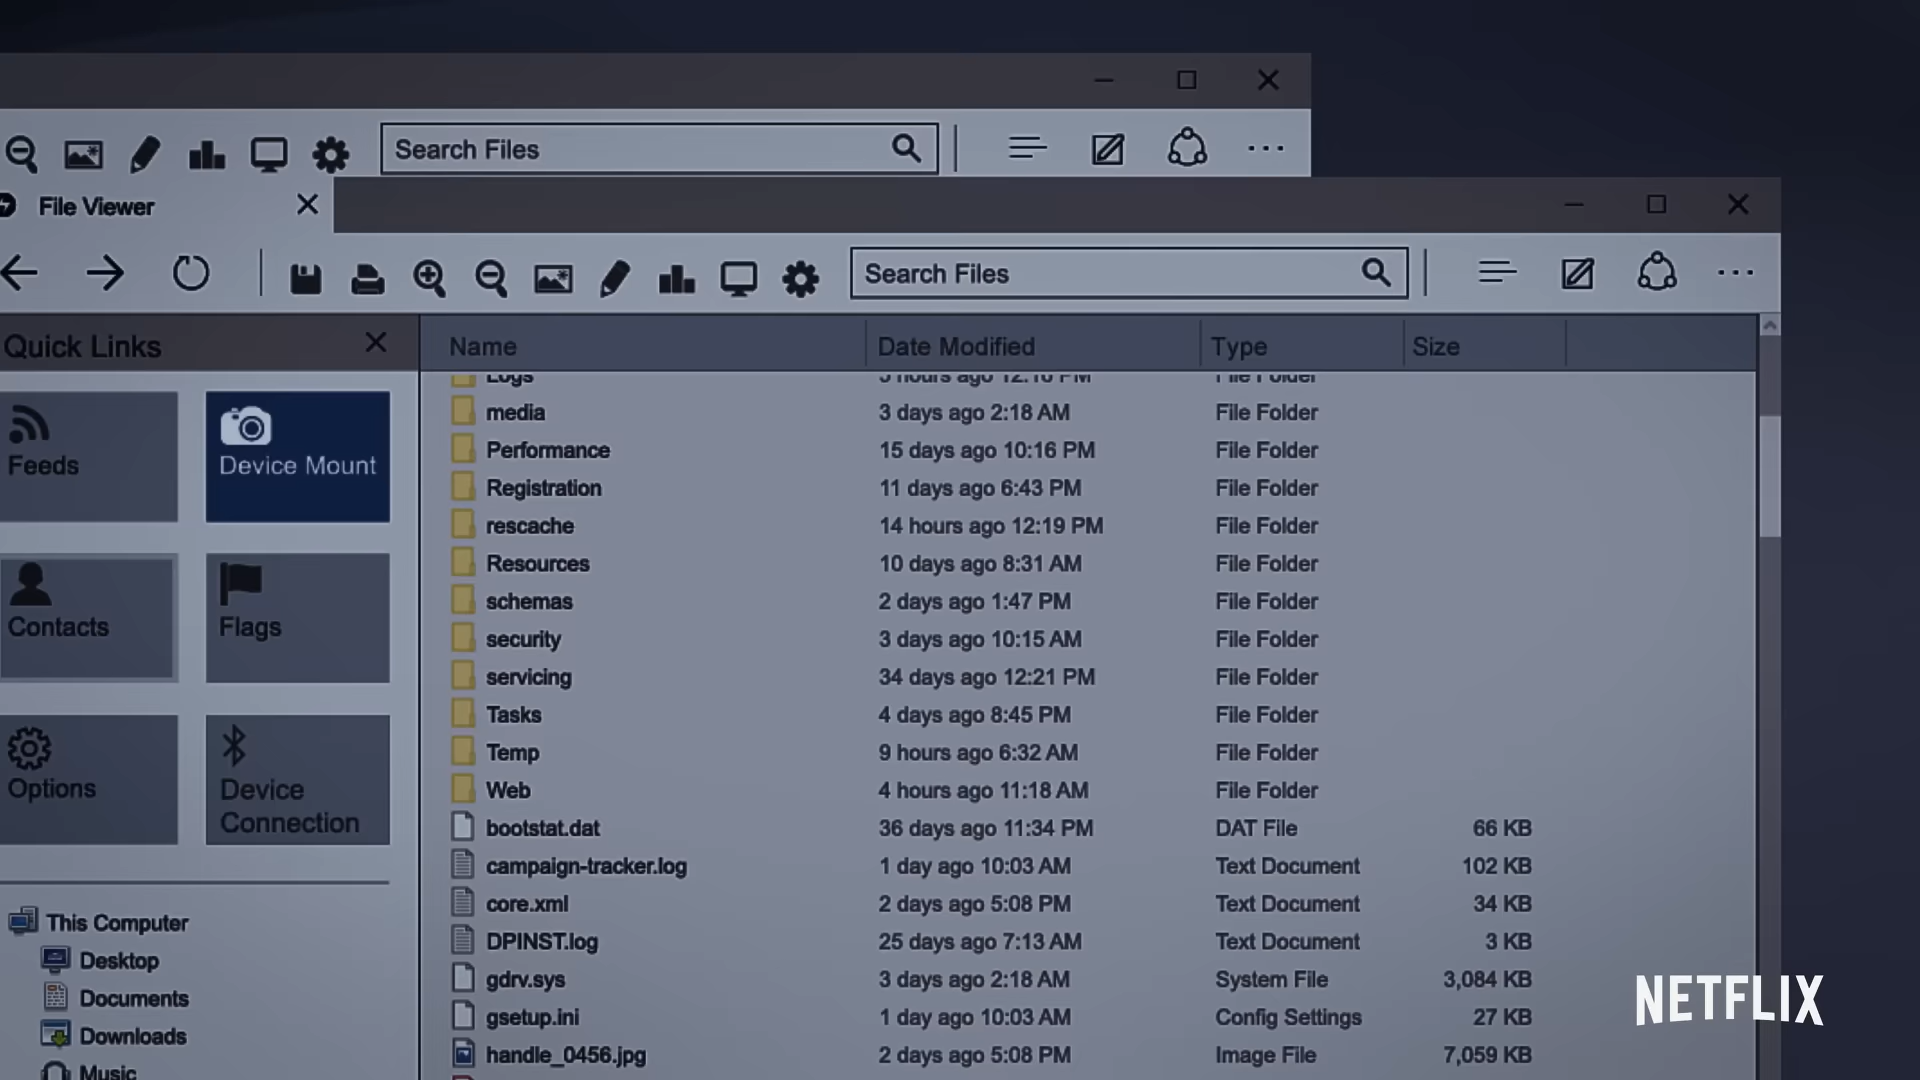 Search Files
File Viewer
Search Files
Quick Links
Name Date Modified Type Size
Feeds
Device Mount
Contacts
Flags
Options
Device
Connection
This Computer
Desktop
Documents
Downloads
Music
Logs 5 hours ago 12:16 PM File Folder
media 3 days ago 2:18 AM File Folder
Performance 15 days ago 10:16 PM File Folder
Registration 11 days ago 6:43 PM File Folder
rescache 14 hours ago 12:19 PM File Folder
Resources 10 days ago 8:31 AM File Folder
schemas 2 days ago 1:47 PM File Folder
security 3 days ago 10:15 AM File Folder
servicing 34 days ago 12:21 PM File Folder
Tasks 4 days ago 8:45 PM File Folder
Temp 9 hours ago 6:32 AM File Folder
Web 4 hours ago 11:18 AM File Folder
bootstat.dat 36 days ago 11:34 PM DAT File 66 KB
campaign-tracker.log 1 day ago 10:03 AM Text Document 102 KB
core.xml 2 days ago 5:08 PM Text Document 34 KB
DPINST.log 25 days ago 7:13 AM Text Document 3 KB
gdrv.sys 3 days ago 2:18 AM System File 3,084 KB
gsetup.ini 1 day ago 10:03 AM Config Settings 27 KB
handle_0456.jpg 2 days ago 5:08 PM Image File 7,059 KB
NETFLIX